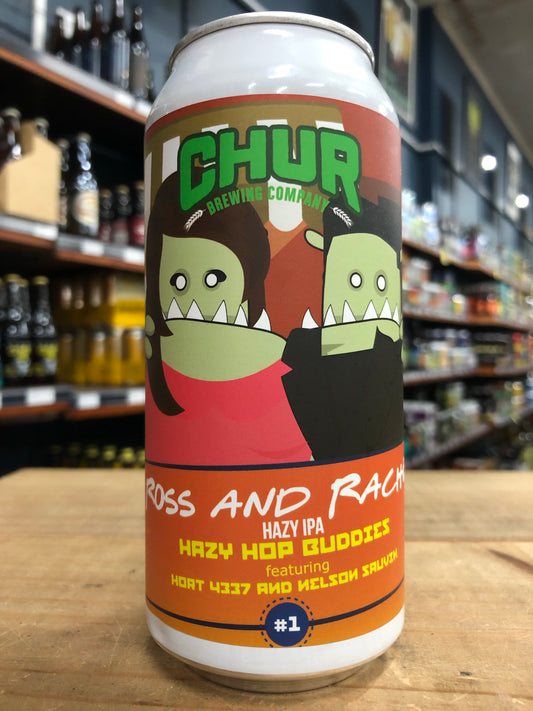 CHUR
BREWING COMPANY
ROSS AND RACH
HAZY IPA
HAZY HOP BUDDIES
featuring
HORT 4337 AND NELSON SAUVIN
#1